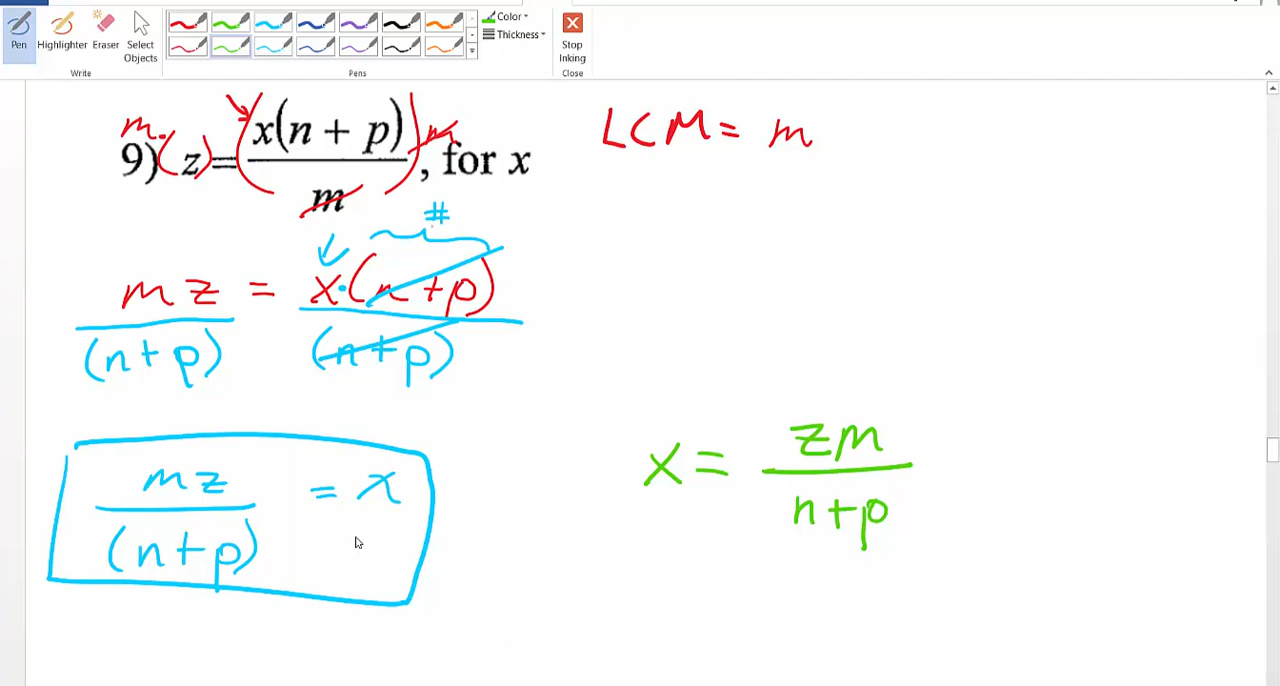 Color
Thickness
Pen Highlighter Eraser Select Objects
Stop Inking
Write Pens Close
m·( ) ( )m
9) z = x(n + p) / m , for x
LCM = m
#
mz = x·(n+p)
(n+p) (n+p)
mz / (n+p) = x
x = zm / n+p